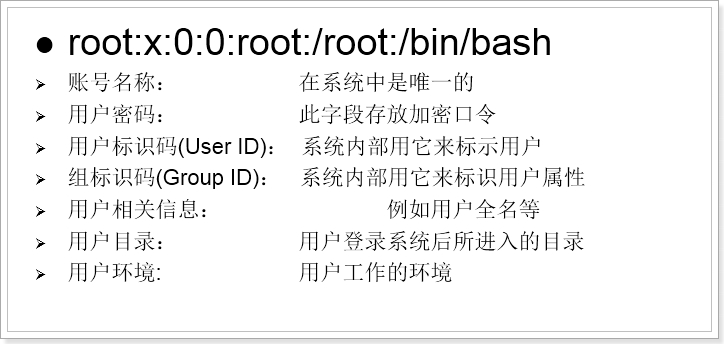 root:x:0:0:root:/root:/bin/bash
账号名称： 在系统中是唯一的
用户密码： 此字段存放加密口令
用户标识码(User ID)： 系统内部用它来标示用户
组标识码(Group ID)： 系统内部用它来标识用户属性
用户相关信息： 例如用户全名等
用户目录： 用户登录系统后所进入的目录
用户环境: 用户工作的环境